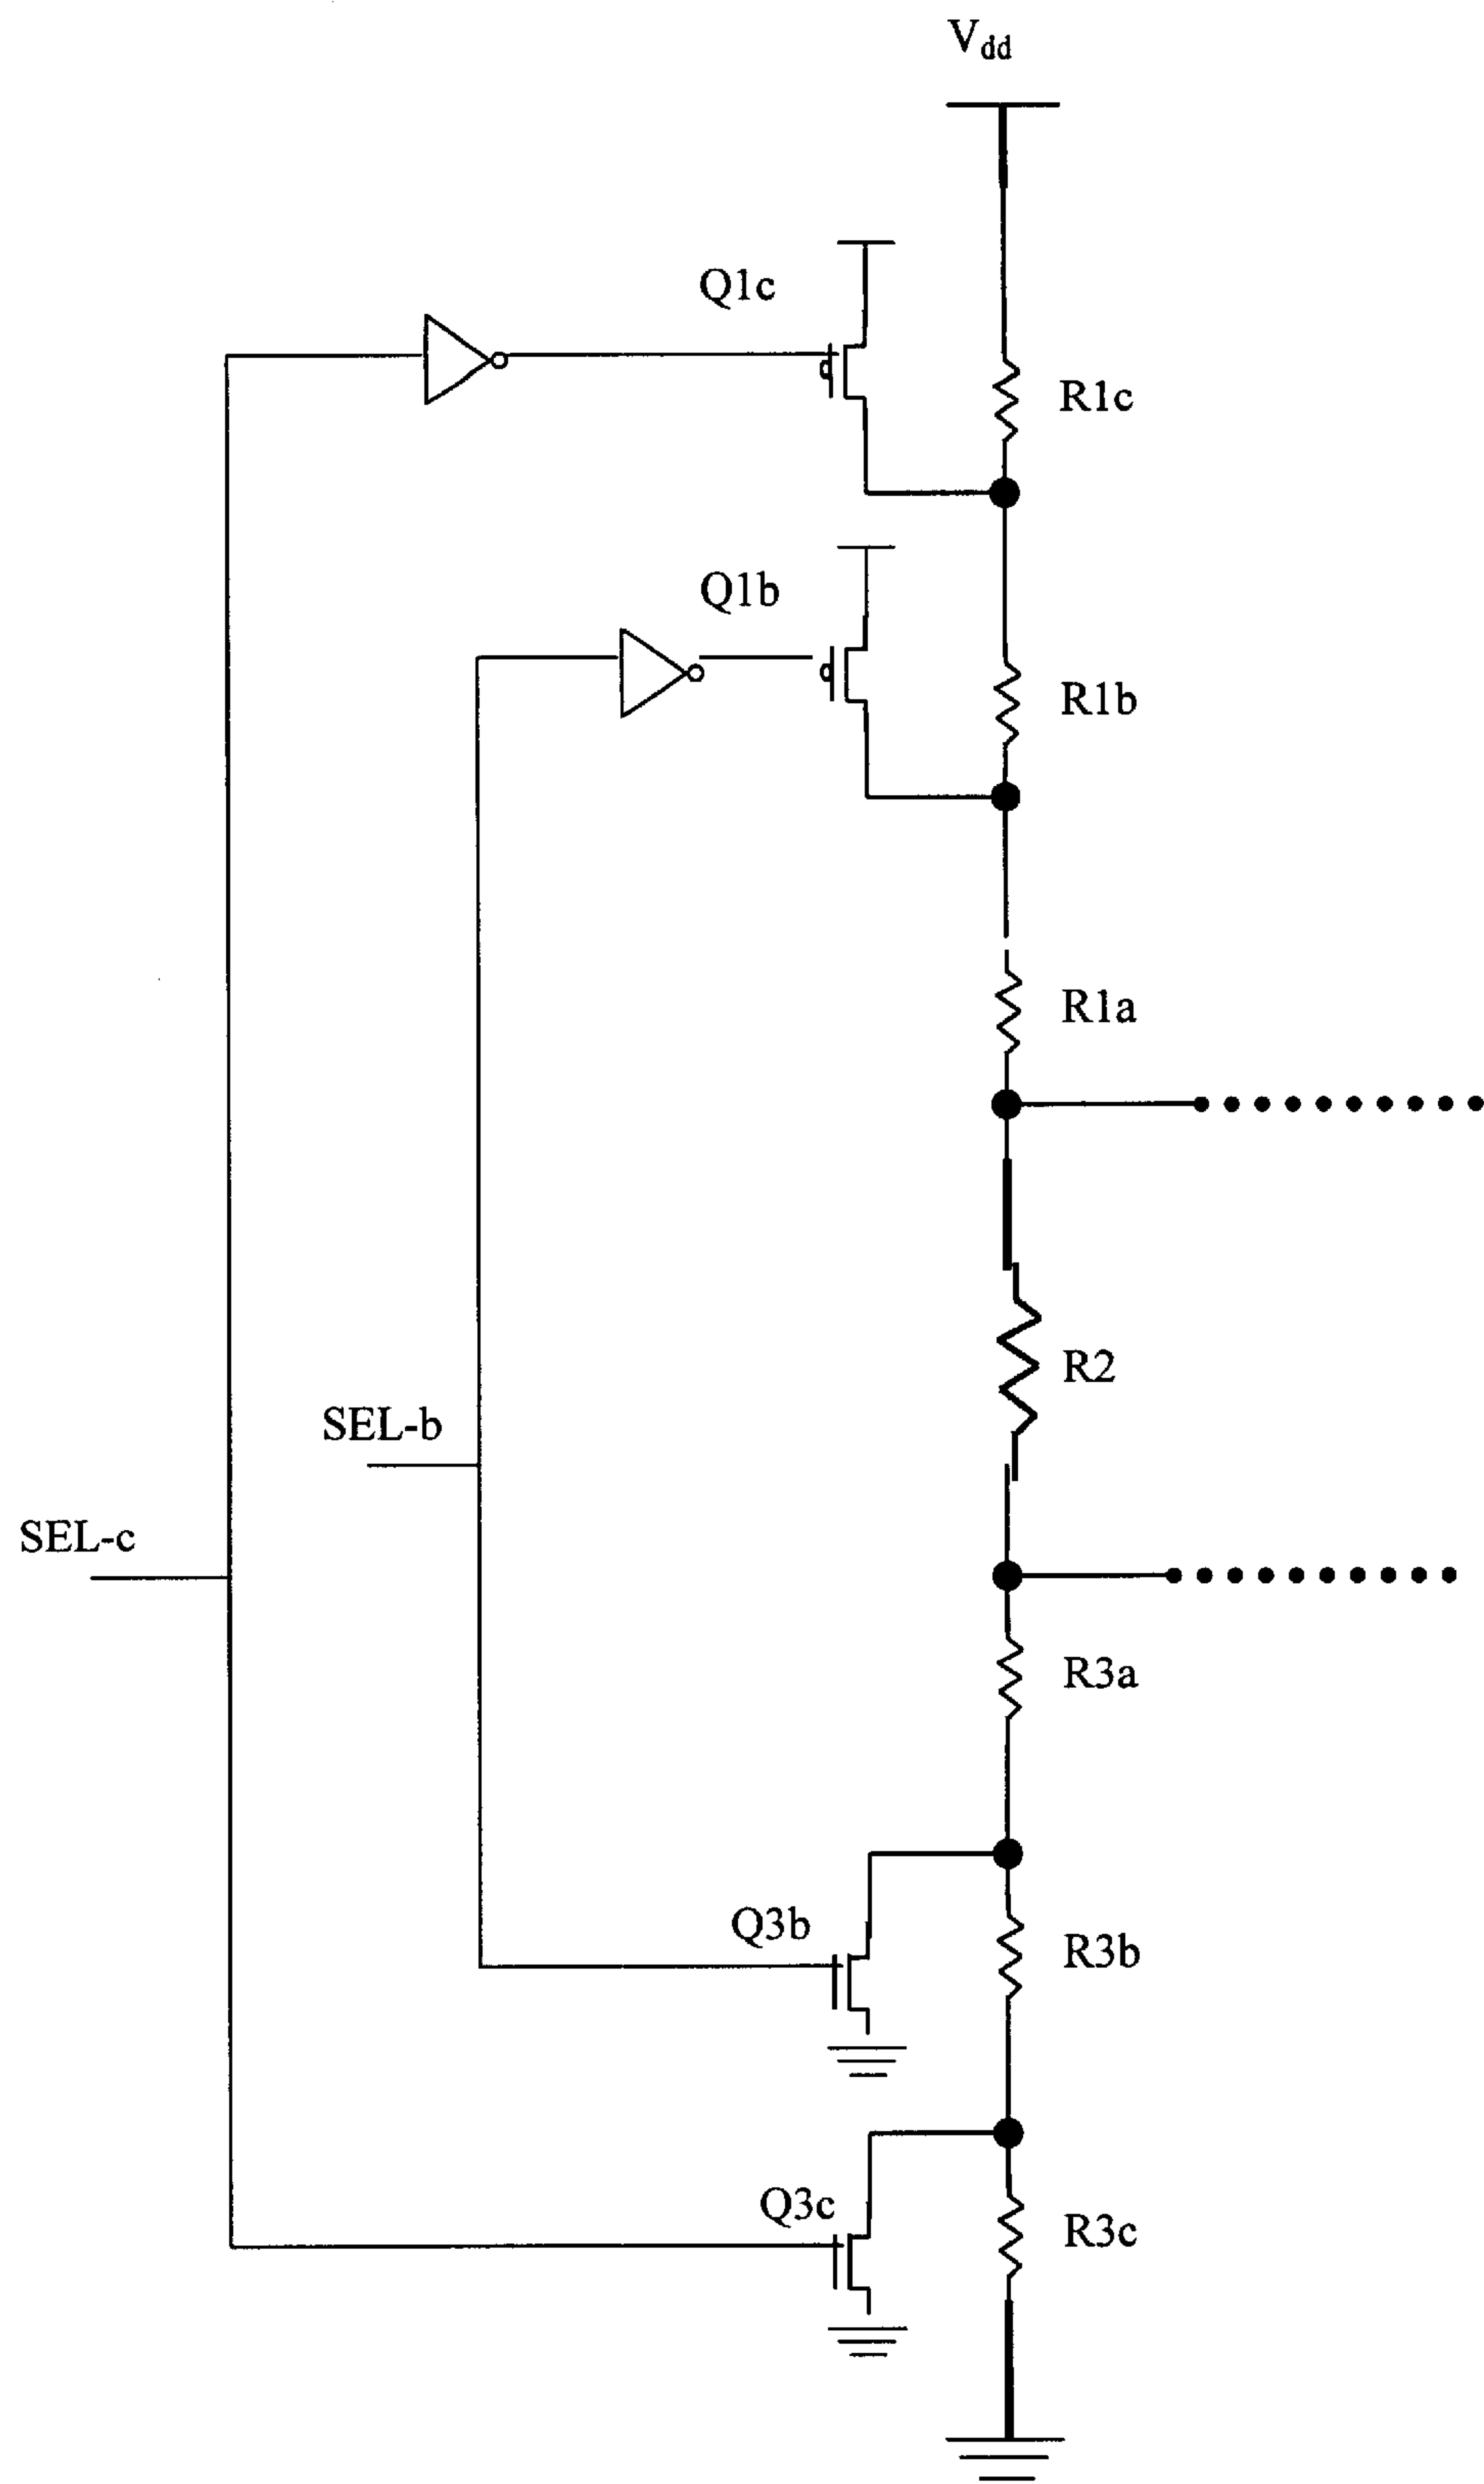 Vdd
Q1c
R1c
Q1b
R1b
R1a
R2
SEL-b
SEL-c
R3a
Q3b
R3b
Q3c
R3c